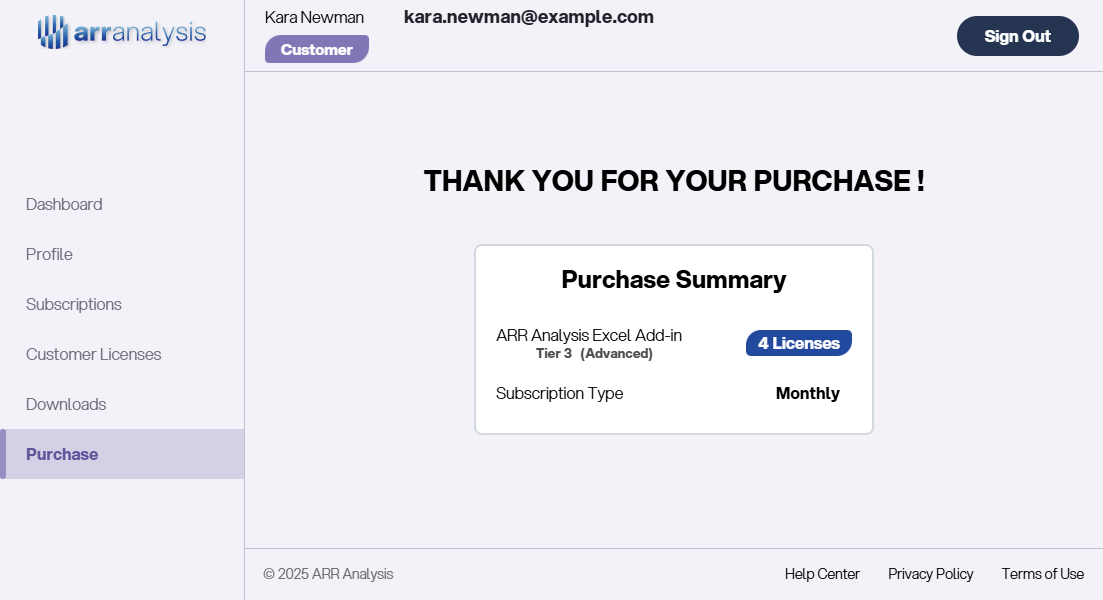 arranalysis
Kara Newman
kara.newman@example.com
Customer
Sign Out
Dashboard
Profile
Subscriptions
Customer Licenses
Downloads
Purchase
THANK YOU FOR YOUR PURCHASE !
Purchase Summary
ARR Analysis Excel Add-in
Tier 3 (Advanced)
4 Licenses
Subscription Type
Monthly
© 2025 ARR Analysis
Help Center
Privacy Policy
Terms of Use